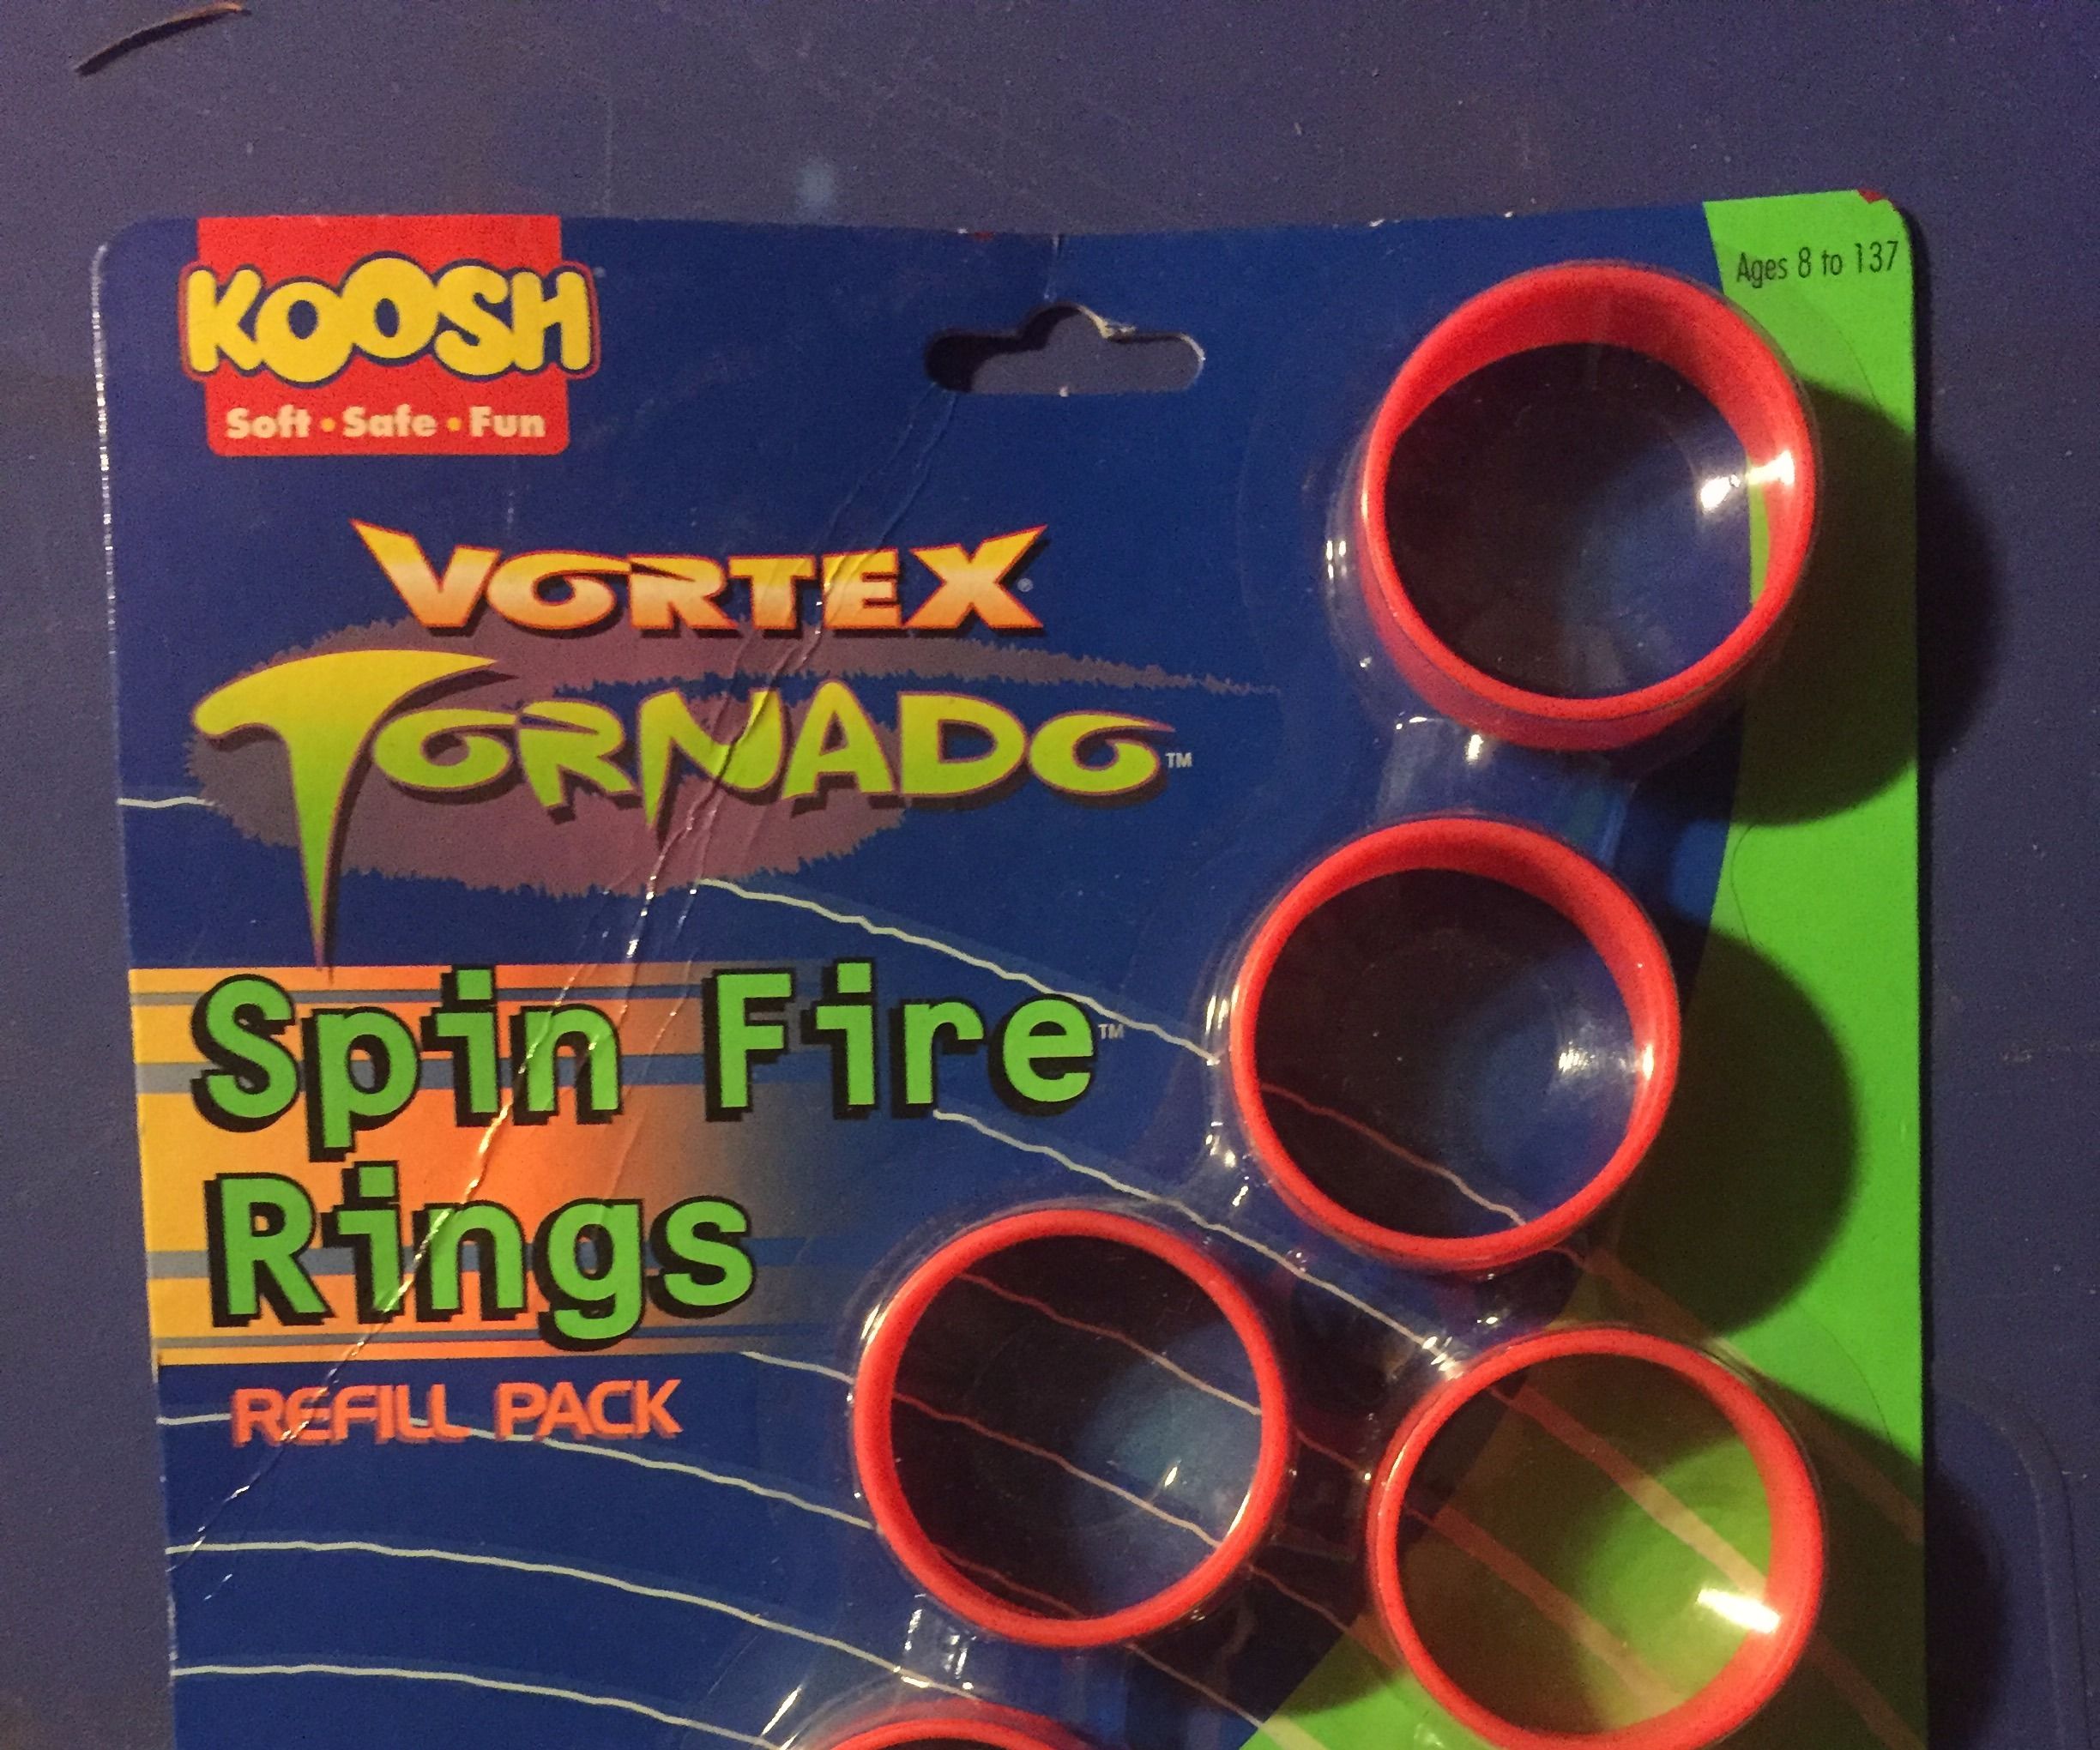 KOOSH
Soft • Safe • Fun
Ages 8 to 137
VORTEX®
TORNADO™
Spin Fire™
Rings
REFILL PACK